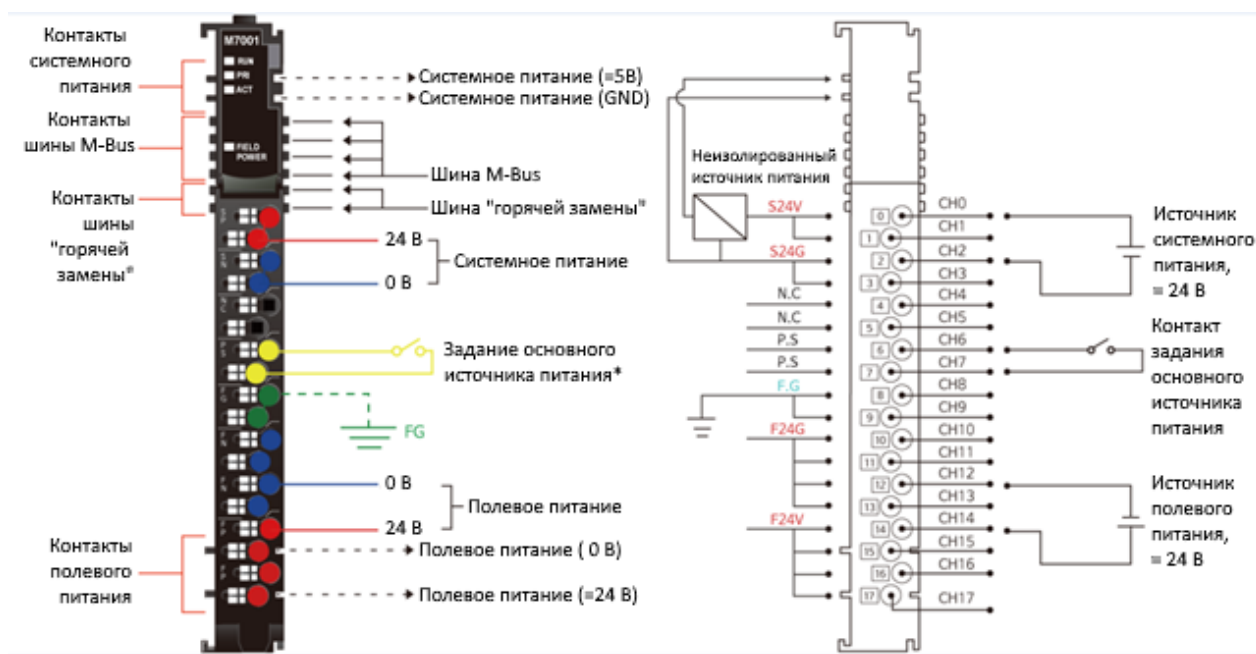 Контакты
системного
питания
Контакты
шины M-Bus
Контакты
шины
"горячей
замены*
Контакты
полевого
питания
M7001
RUN
PRI
ACT
FIELD
POWER
Системное питание (=5В)
Системное питание (GND)
Шина M-Bus
Шина "горячей замены"
24 В
Системное питание
0 В
Задание основного
источника питания*
FG
0 В
Полевое питание
24 В
Полевое питание ( 0 В)
Полевое питание (=24 В)
Неизолированный
источник питания
S24V
S24G
N.C
N.C
P.S
P.S
F.G
F24G
F24V
0
1
2
3
4
5
6
7
8
9
10
11
12
13
14
15
16
17
CH0
CH1
CH2
CH3
CH4
CH5
CH6
CH7
CH8
CH9
CH10
CH11
CH12
CH13
CH14
CH15
CH16
CH17
Источник
системного
питания,
= 24 В
Контакт
задания
основного
источника
питания
Источник
полевого
питания,
= 24 В